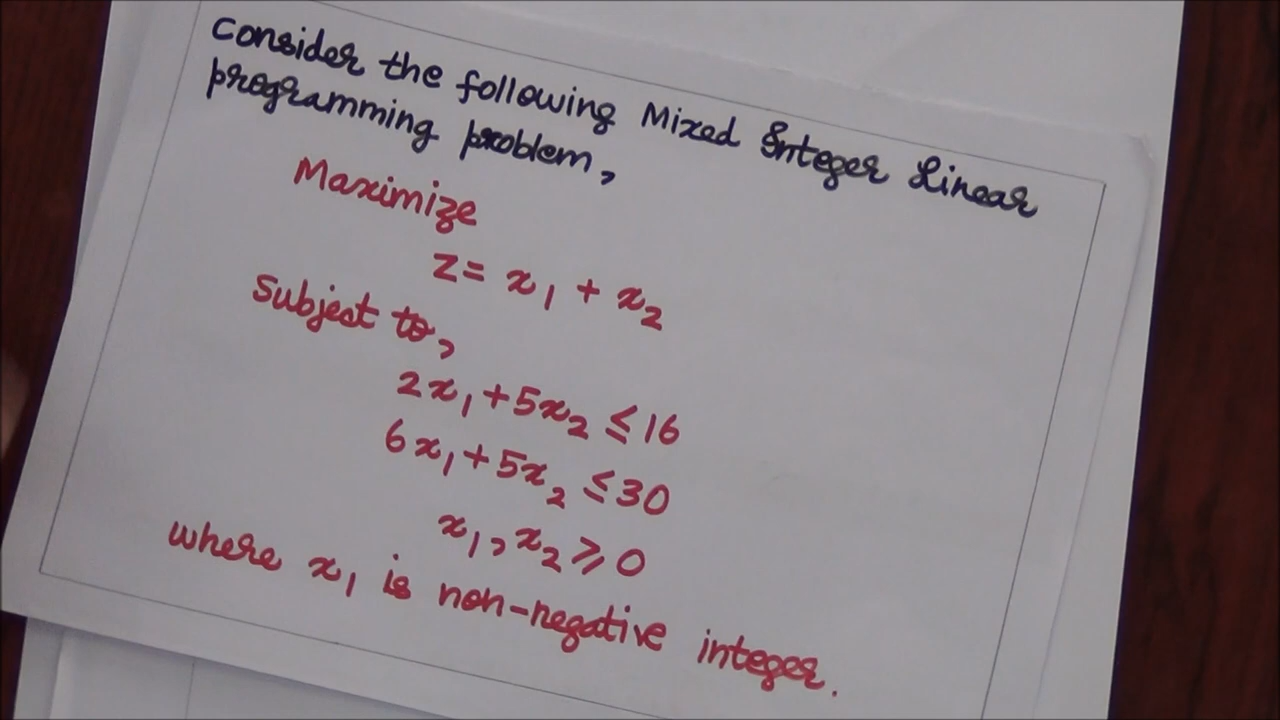 Consider the following Mixed Integer Linear
programming problem,
Maximize
z = x₁ + x₂
Subject to,
2x₁ + 5x₂ ≤ 16
6x₁ + 5x₂ ≤ 30
x₁, x₂ ≥ 0
where x₁ is non-negative integer.